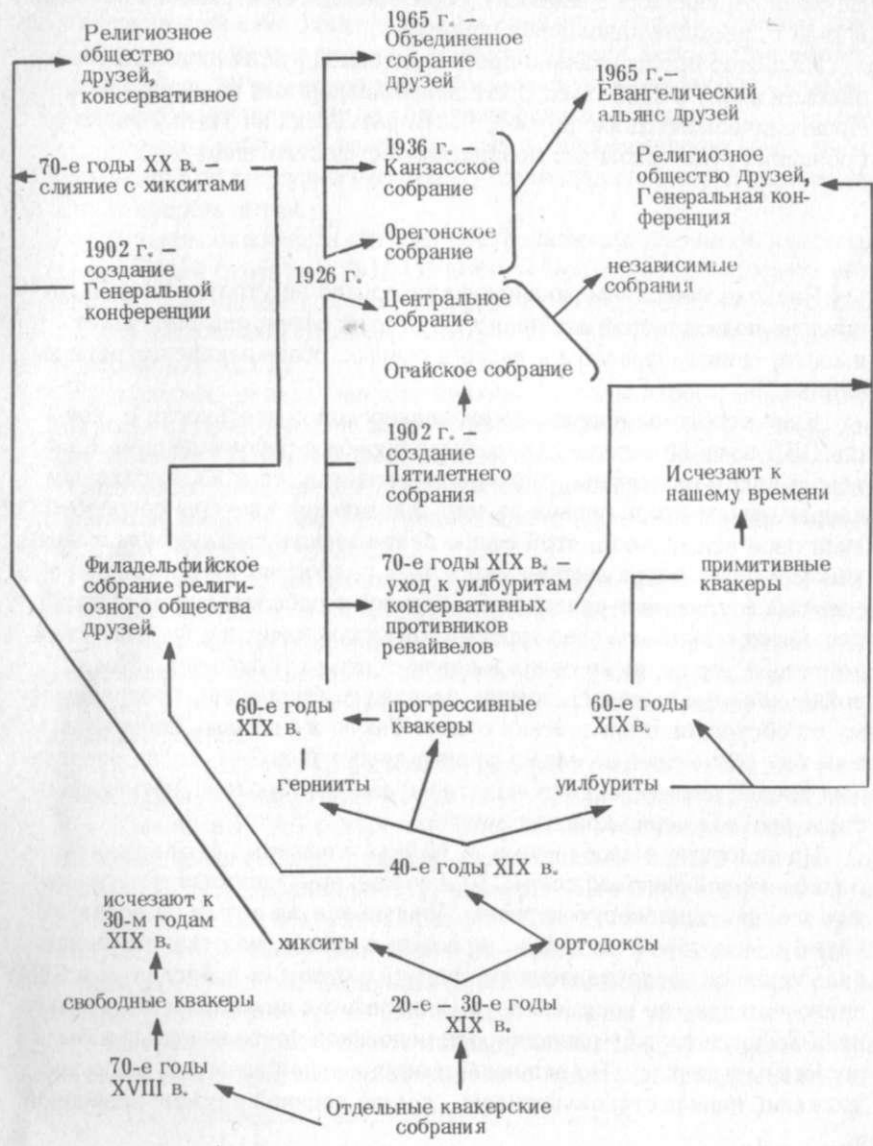 Религиозное
общество
друзей,
консервативное
1965 г. —
Объединенное
собрание
друзей
1965 г. —
Евангелический
альянс друзей
1936 г. —
Канзасское
собрание
Религиозное
общество друзей,
Генеральная кон-
ференция
70-е годы XX в.
слияние с хикситами
Орегонское
собрание
1902 г. —
создание
Генеральной
конференции
1926 г.
независимые
собрания
Центральное
собрание
Огайское собрание
1902 г. —
создание
Пятилетнего
собрания
Исчезают к
нашему времени
Филадельфийское
собрание религи-
озного общества
друзей.
70-е годы XIX в.
уход к уилбуритам
консервативных
противников
ревайвелов
примитивные
квакеры
60-е годы
XIX в.
прогрессивные
квакеры
60-е годы
XIX в.
герниты
уилбуриты
40-е годы XIX в.
исчезают к
30-м годам
XIX в.
хикситы
ортодоксы
свободные квакеры
20-е — 30-е годы
XIX в.
70-е годы
XVIII в.
Отдельные квакерские
собрания